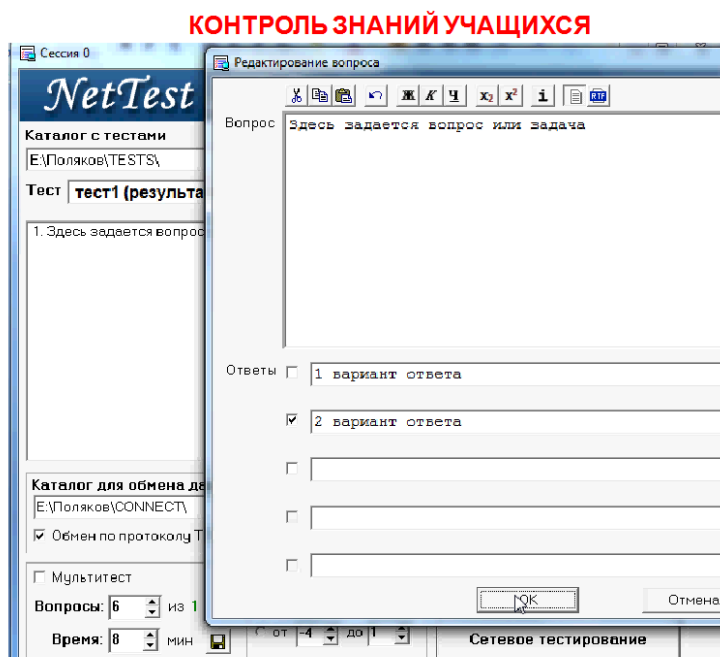 КОНТРОЛЬ ЗНАНИЙ УЧАЩИХСЯ
Сессия 0
Редактирование вопроса
NetTest
Каталог с тестами
E:\Поляков\TESTS\
Тест тест1 (результа
1. Здесь задается вопрос
Ж К Ч X₂ X² i RTF
Вопрос
Здесь задается вопрос или задача
Ответы
1 вариант ответа
2 вариант ответа
Каталог для обмена да
E:\Поляков\CONNECT\
Обмен по протоколу T
Мультитест
Вопросы: 6 из 1
Время: 8 мин
от -4 до 1
OK
Отмена
Сетевое тестирование